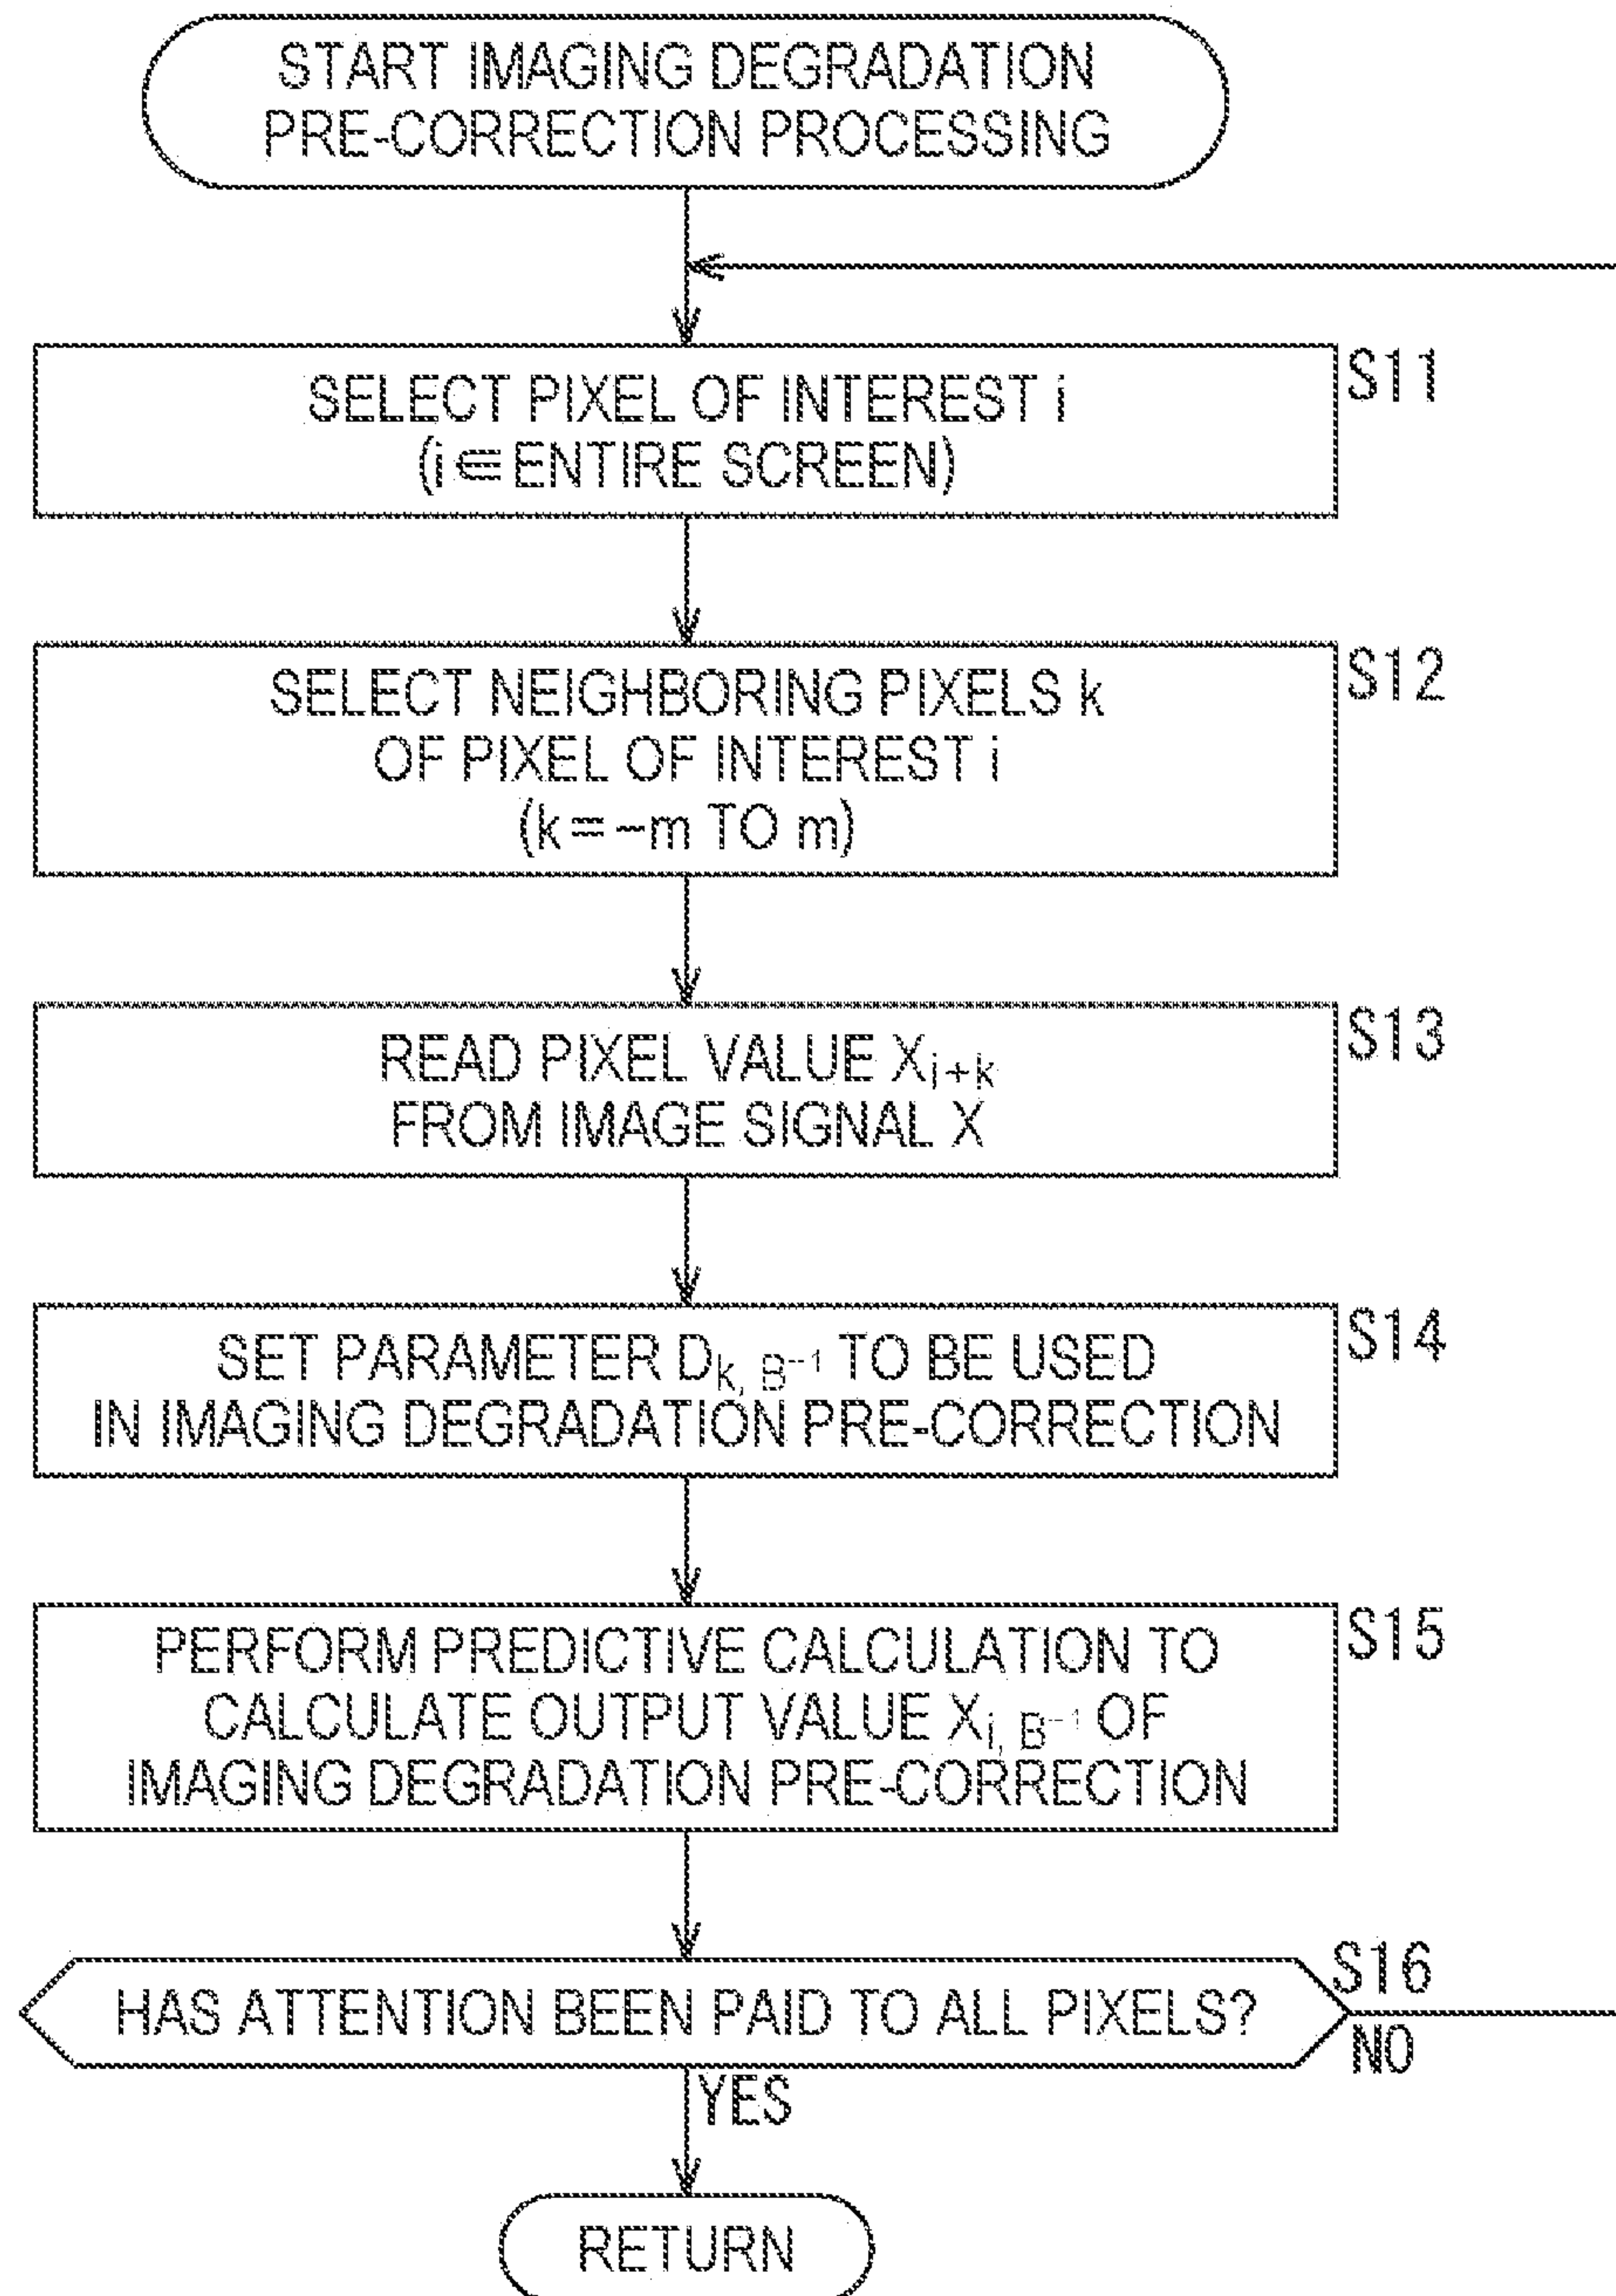 START IMAGING DEGRADATION
PRE-CORRECTION PROCESSING
SELECT PIXEL OF INTEREST i
(i∈ENTIRE SCREEN)
S11
SELECT NEIGHBORING PIXELS k
OF PIXEL OF INTEREST i
(k=-m TO m)
S12
READ PIXEL VALUE Xi+k
FROM IMAGE SIGNAL X
S13
SET PARAMETER Dk, B-1 TO BE USED
IN IMAGING DEGRADATION PRE-CORRECTION
S14
PERFORM PREDICTIVE CALCULATION TO
CALCULATE OUTPUT VALUE Xi, B-1 OF
IMAGING DEGRADATION PRE-CORRECTION
S15
HAS ATTENTION BEEN PAID TO ALL PIXELS?
S16
NO
YES
RETURN